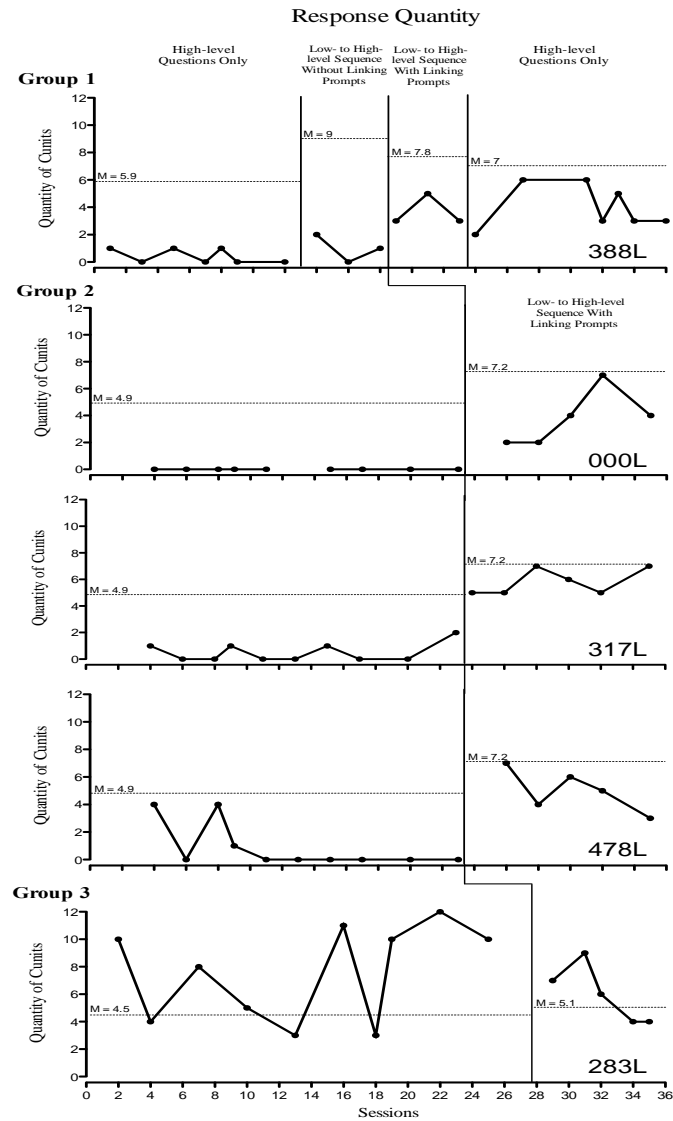 Response Quantity
High-level
Questions Only
Low- to High-
level Sequence
Without Linking
Prompts
Low- to High-
level Sequence
With Linking
Prompts
High-level
Questions Only
Group 1
Quantity of Cunits
12
10
8
6
4
2
0
M = 5.9
M = 9
M = 7.8
M = 7
388L
Group 2
Low- to High-level
Sequence With
Linking Prompts
Quantity of Cunits
12
10
8
6
4
2
0
M = 4.9
M = 7.2
000L
Quantity of Cunits
12
10
8
6
4
2
0
M = 4.9
M = 7.2
317L
Quantity of Cunits
12
10
8
6
4
2
0
M = 4.9
M = 7.2
478L
Group 3
Quantity of Cunits
12
10
8
6
4
2
0
M = 4.5
M = 5.1
283L
0 2 4 6 8 10 12 14 16 18 20 22 24 26 28 30 32 34 36
Sessions